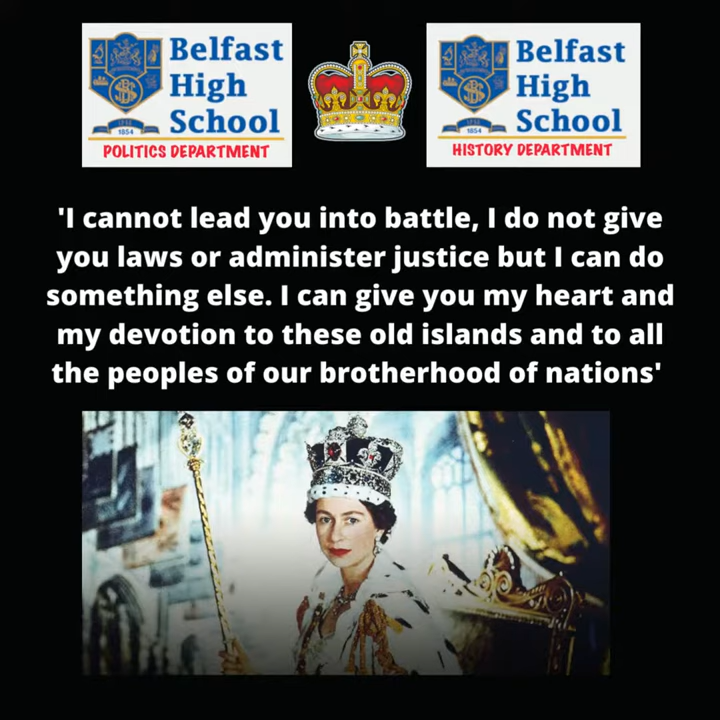 Belfast
High
School
1854
POLITICS DEPARTMENT
Belfast
High
School
1854
HISTORY DEPARTMENT
'I cannot lead you into battle, I do not give
you laws or administer justice but I can do
something else. I can give you my heart and
my devotion to these old islands and to all
the peoples of our brotherhood of nations'